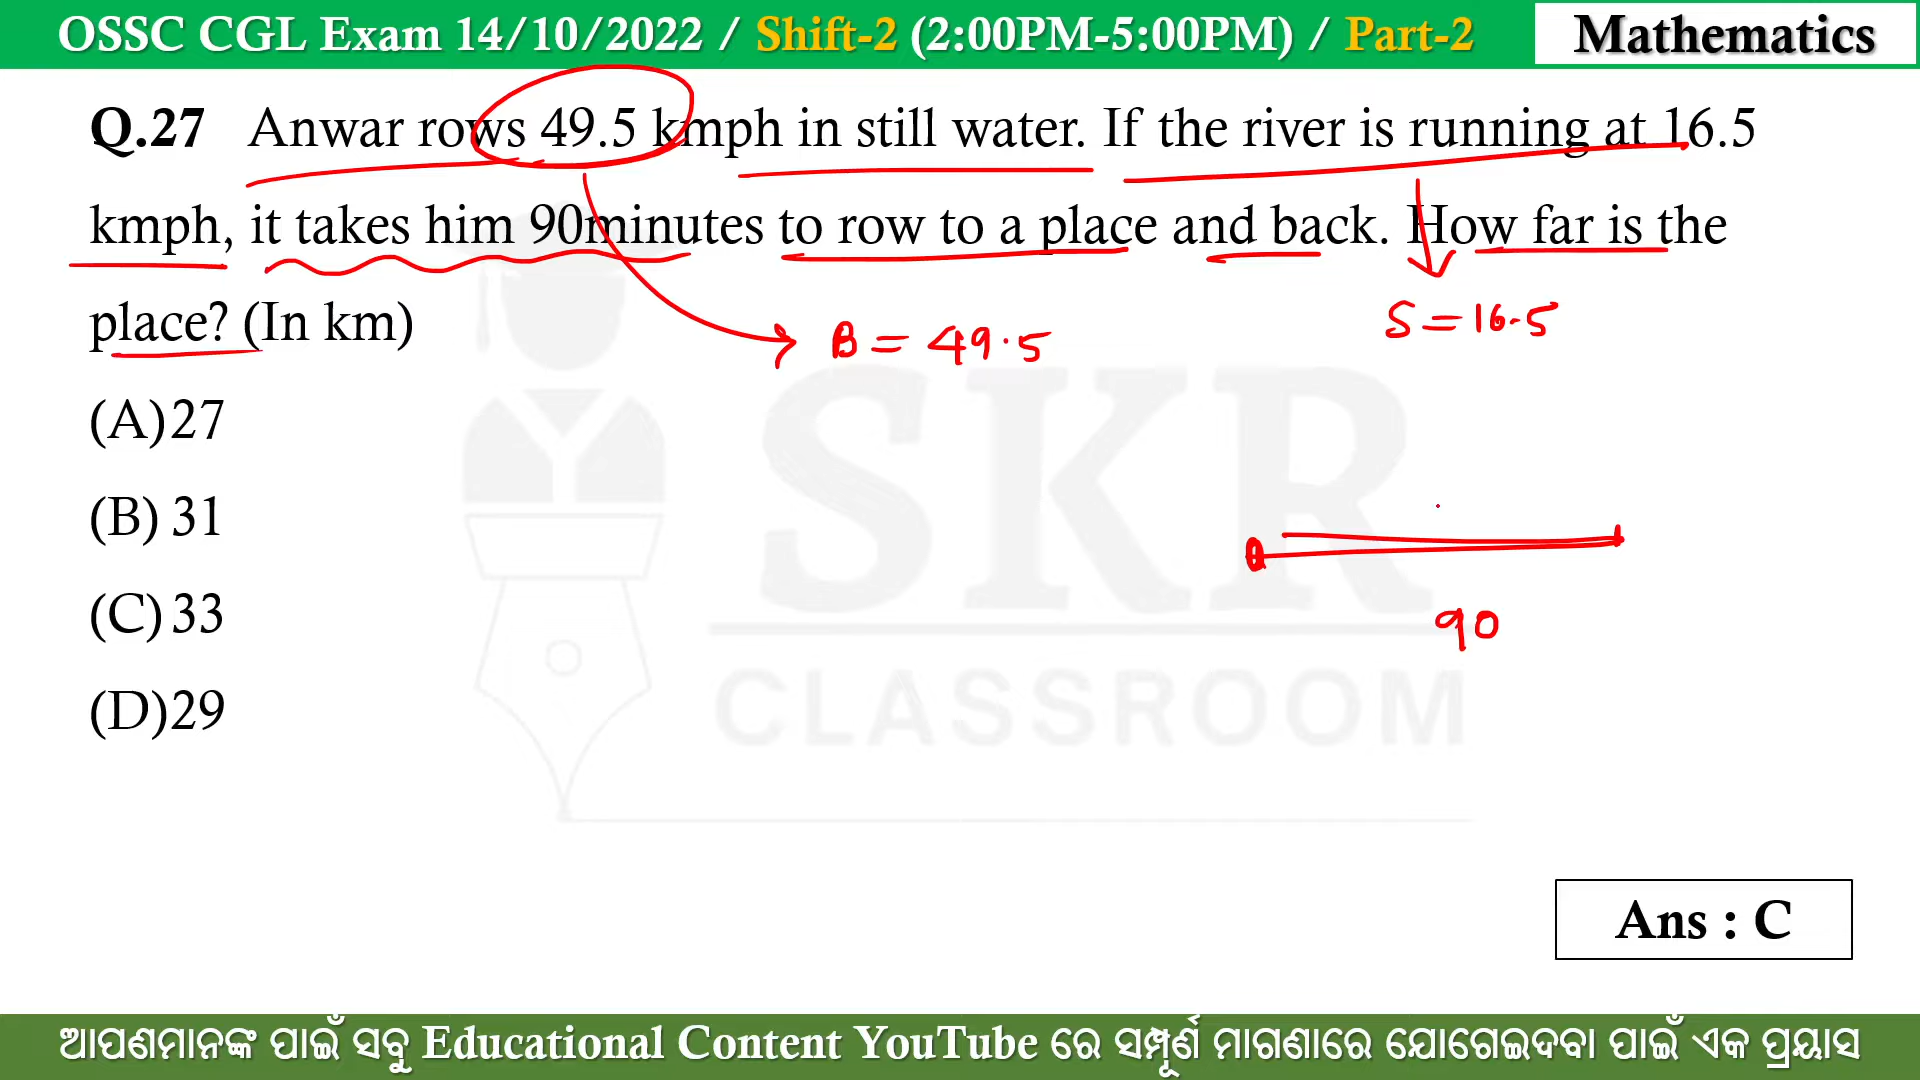 OSSC CGL Exam 14/10/2022 / Shift-2 (2:00PM-5:00PM) / Part-2
Mathematics
Q.27 Anwar rows 49.5 kmph in still water. If the river is running at 16.5
kmph, it takes him 90minutes to row to a place and back. How far is the
place? (In km)
B = 49.5
S = 16.5
(A)27
(B) 31
(C) 33
(D)29
90
SKR
CLASSROOM
Ans : C
ଆପଣମାନଙ୍କ ପାଇଁ ସବୁ Educational Content YouTube ରେ ସମ୍ପୂର୍ଣ ମାଗଣାରେ ଯୋଗେଇଦବା ପାଇଁ ଏକ ପ୍ରୟାସ